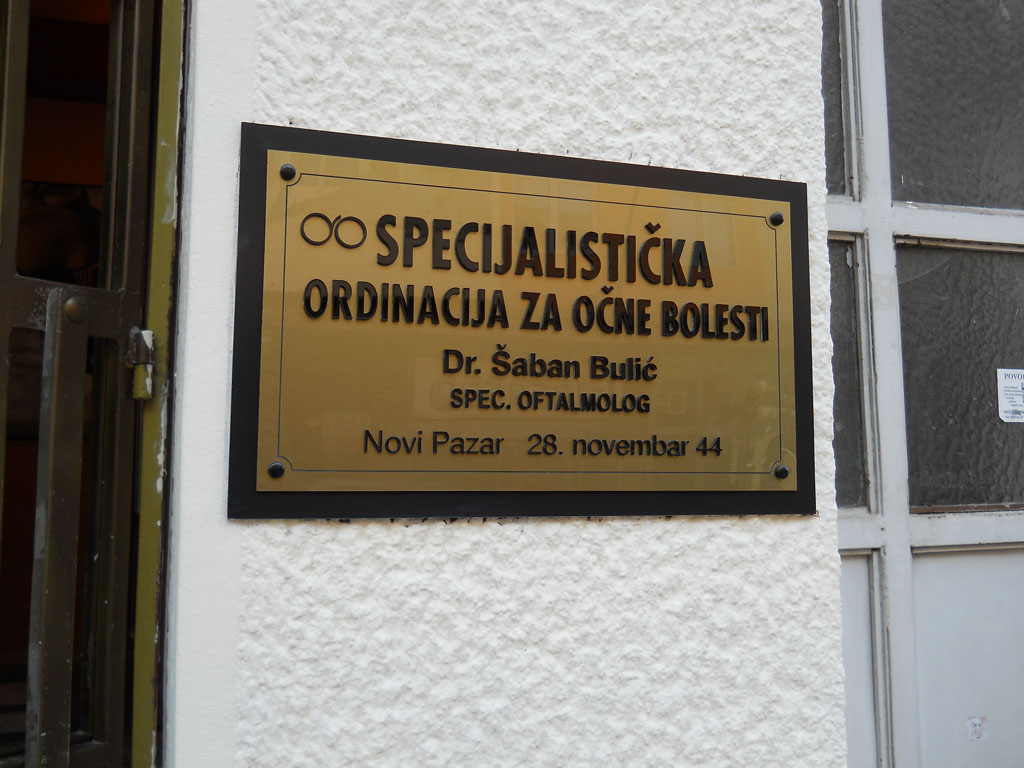 SPECIJALISTIČKA
ORDINACIJA ZA OČNE BOLESTI
Dr. Šaban Bulić
SPEC. OFTALMOLOG
Novi Pazar 28. novembar 44